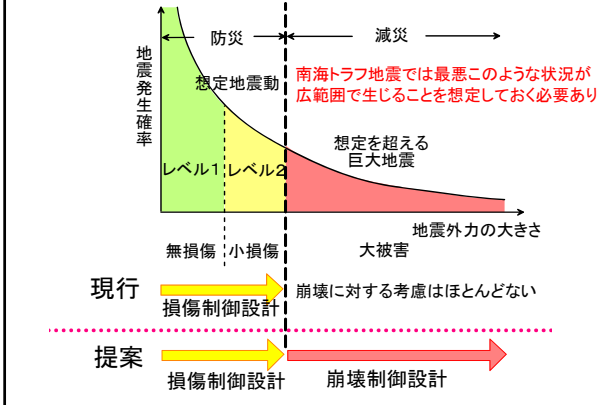 防災
減災
地震発生確率
想定地震動
南海トラフ地震では最悪このような状況が
広範囲で生じることを想定しておく必要あり
想定を超える
巨大地震
レベル1
レベル2
地震外力の大きさ
無損傷
小損傷
大被害
現行
損傷制御設計
崩壊に対する考慮はほとんどない
提案
損傷制御設計
崩壊制御設計